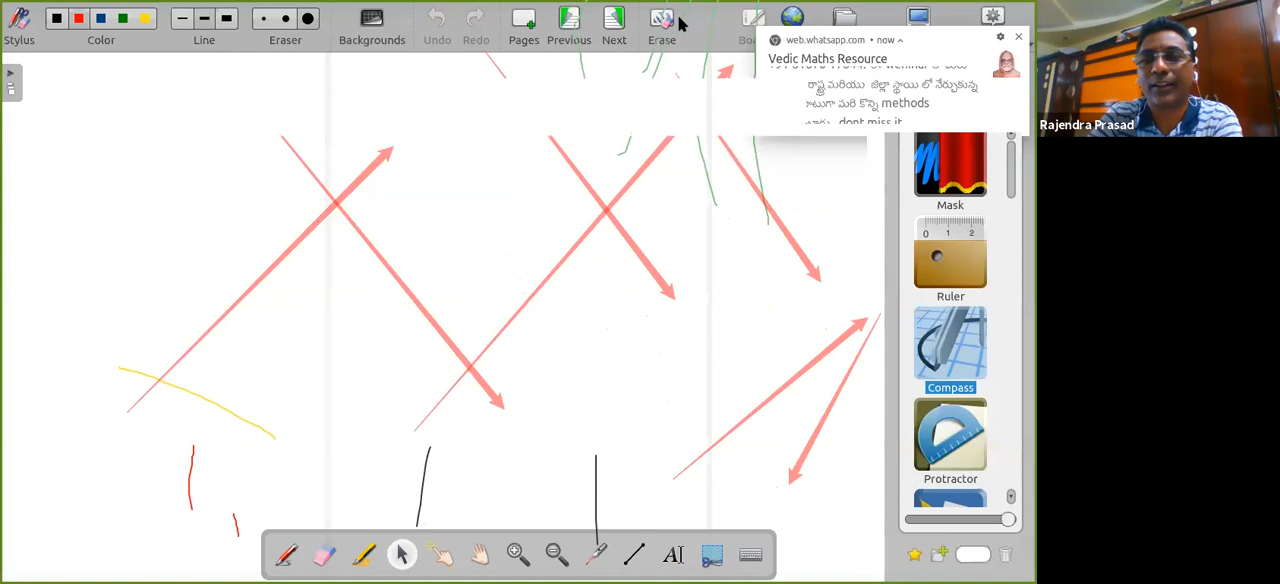 Stylus Color Line Eraser Backgrounds Undo Redo Pages Previous Next Erase
web.whatsapp.com • now
Vedic Maths Resource
రాష్ట్ర మరియు జిల్లా స్థాయి లో నేర్చుకున్న
మరి కొన్ని methods
dont miss it
Rajendra Prasad
Mask
0 1 2
Ruler
Compass
Protractor
AI